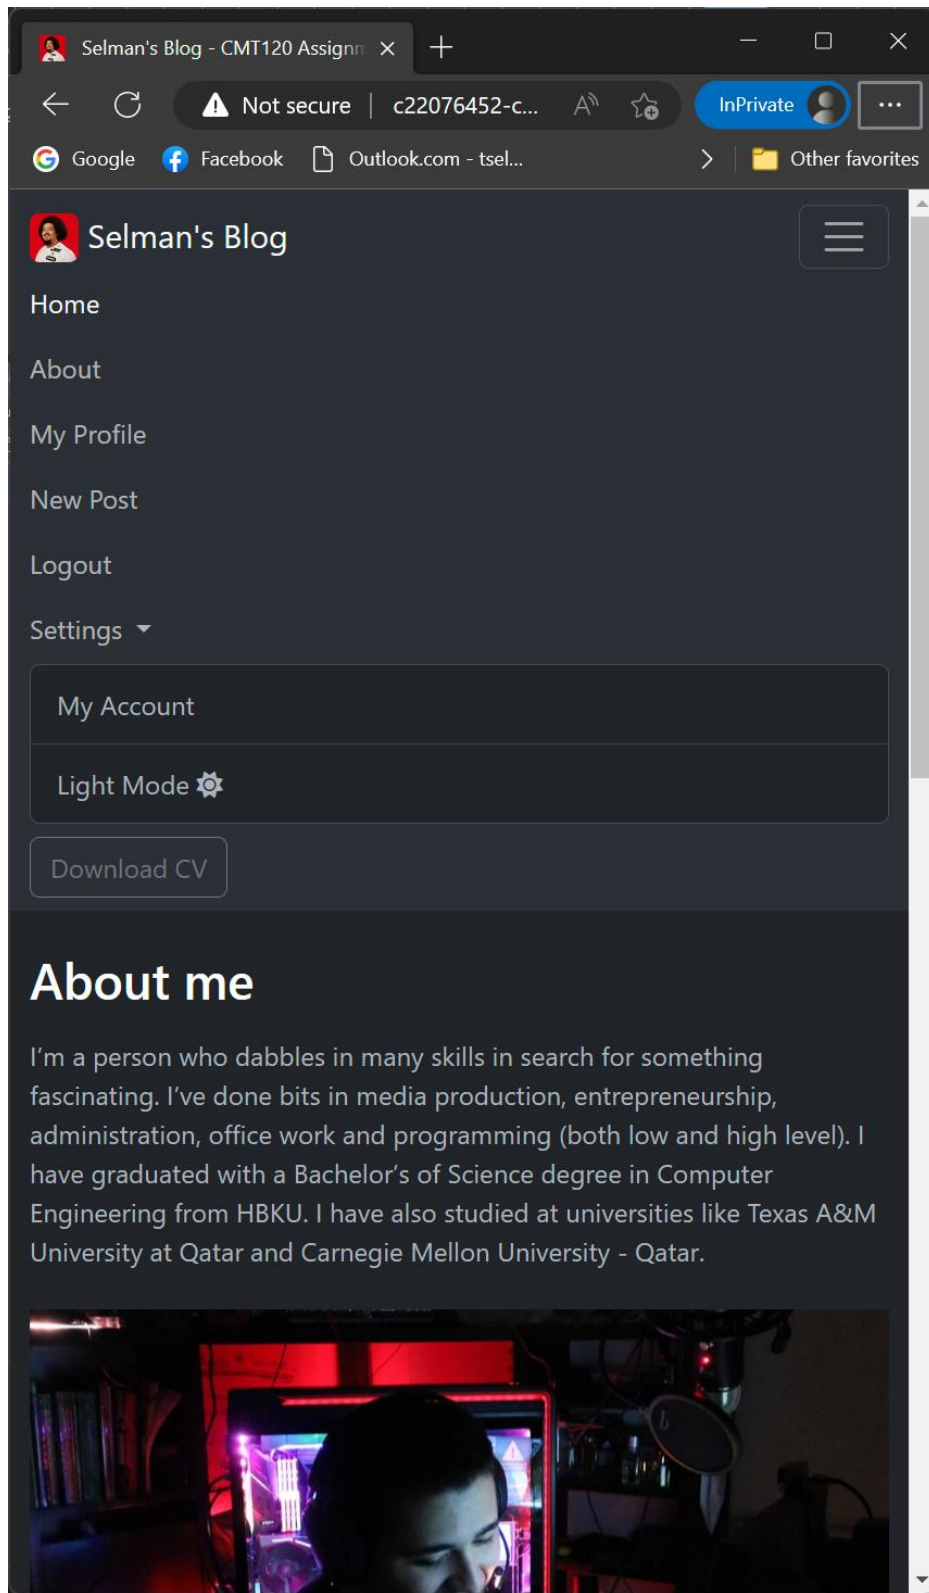 Selman's Blog - CMT120 Assignm
Not secure | c22076452-c...
InPrivate
Google Facebook Outlook.com - tsel... Other favorites
Selman's Blog
Home
About
My Profile
New Post
Logout
Settings
My Account
Light Mode
Download CV
About me
I’m a person who dabbles in many skills in search for something
fascinating. I’ve done bits in media production, entrepreneurship,
administration, office work and programming (both low and high level). I
have graduated with a Bachelor’s of Science degree in Computer
Engineering from HBKU. I have also studied at universities like Texas A&M
University at Qatar and Carnegie Mellon University - Qatar.